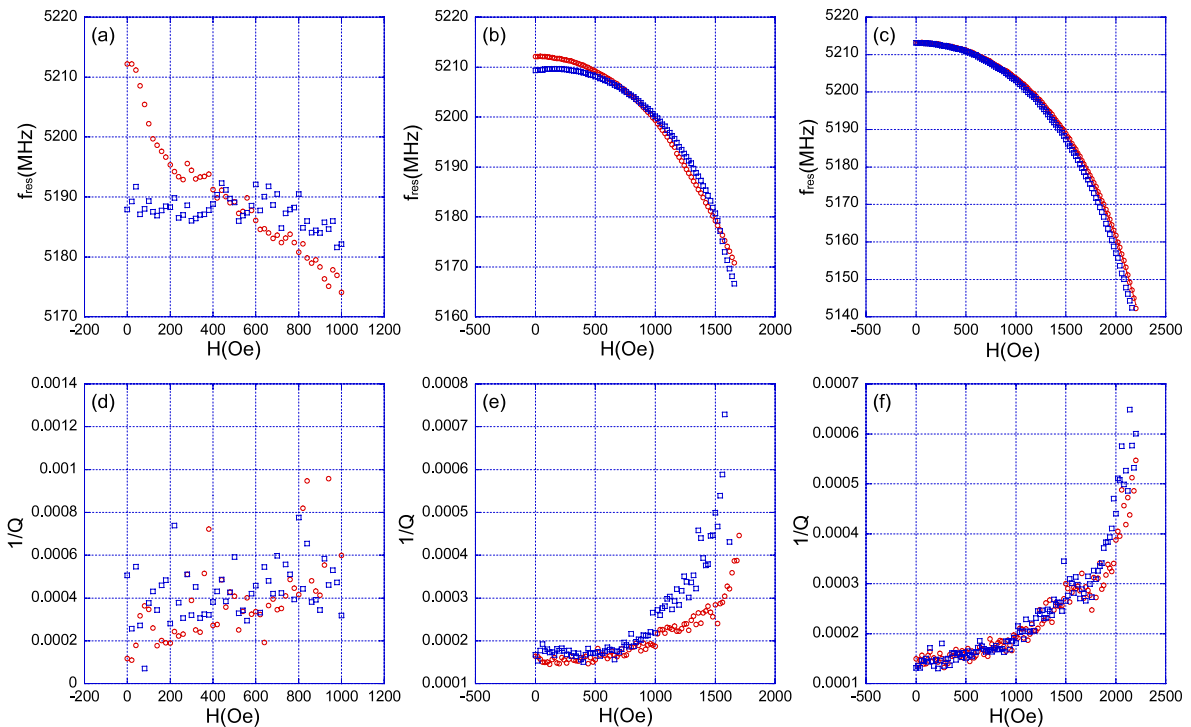 (a)
5220
5210
5200
5190
5180
5170
fres(MHz)
-200 0 200 400 600 800 1000 1200
H(Oe)
(b)
5220
5210
5200
5190
5180
5170
5160
fres(MHz)
-500 0 500 1000 1500 2000
H(Oe)
(c)
5220
5210
5200
5190
5180
5170
5160
5150
5140
fres(MHz)
-500 0 500 1000 1500 2000 2500
H(Oe)
(d)
0.0014
0.0012
0.001
0.0008
0.0006
0.0004
0.0002
0
1/Q
-200 0 200 400 600 800 1000 1200
H(Oe)
(e)
0.0008
0.0007
0.0006
0.0005
0.0004
0.0003
0.0002
0.0001
1/Q
-500 0 500 1000 1500 2000
H(Oe)
(f)
0.0007
0.0006
0.0005
0.0004
0.0003
0.0002
0.0001
1/Q
-500 0 500 1000 1500 2000 2500
H(Oe)